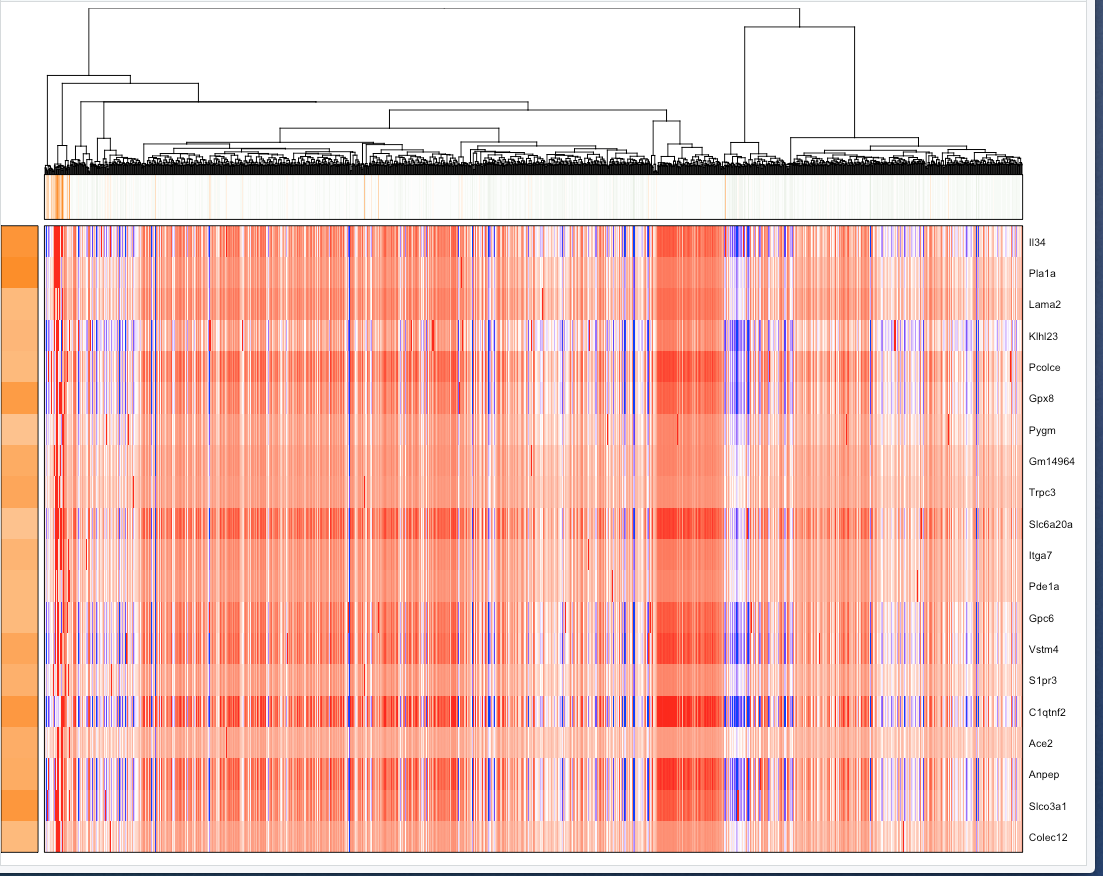 Il34
Pla1a
Lama2
Klhl23
Pcolce
Gpx8
Pygm
Gm14964
Trpc3
Slc6a20a
Itga7
Pde1a
Gpc6
Vstm4
S1pr3
C1qtnf2
Ace2
Anpep
Slco3a1
Colec12